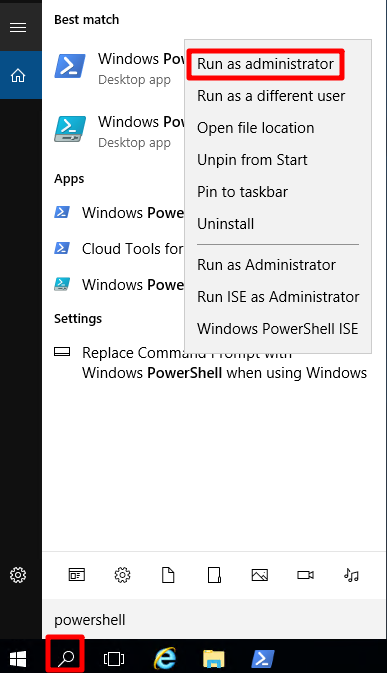 Best match
Windows Pow
Desktop app
Windows Pow
Desktop app
Run as administrator
Run as a different user
Open file location
Unpin from Start
Pin to taskbar
Uninstall
Run as Administrator
Run ISE as Administrator
Windows PowerShell ISE
Apps
Windows Power
Cloud Tools for
Windows Power
Settings
Replace Command Prompt with
Windows PowerShell when using Windows
powershell